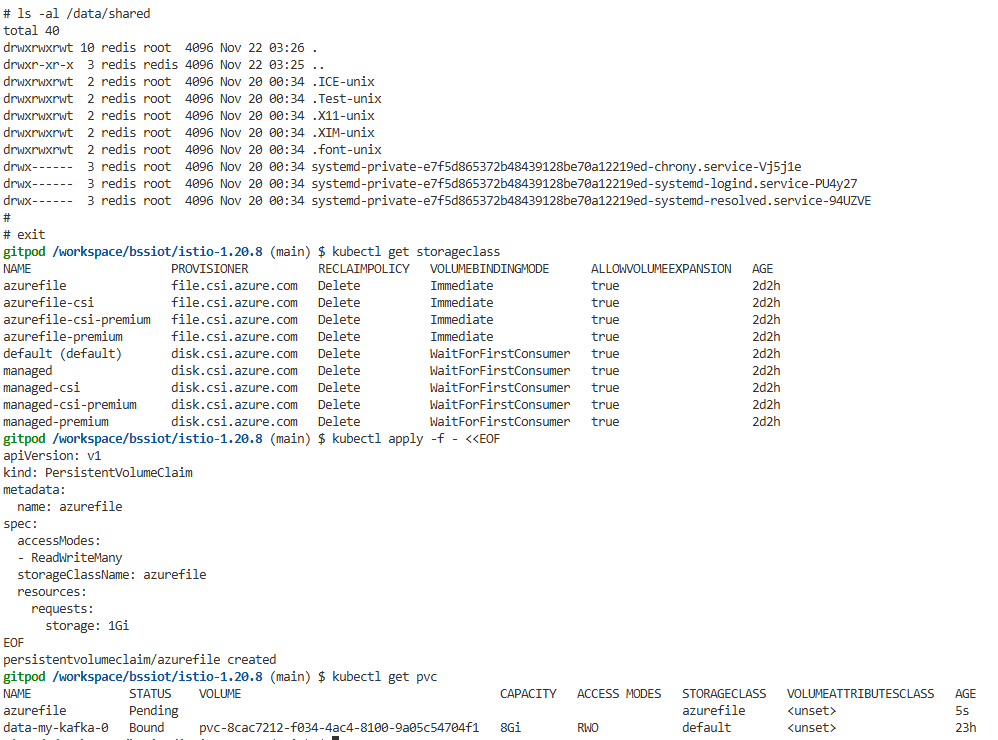 # ls -al /data/shared
total 40
drwxrwxrwt 10 redis root  4096 Nov 22 03:26 .
drwxr-xr-x  3 redis redis 4096 Nov 22 03:25 ..
drwxrwxrwt  2 redis root  4096 Nov 20 00:34 .ICE-unix
drwxrwxrwt  2 redis root  4096 Nov 20 00:34 .Test-unix
drwxrwxrwt  2 redis root  4096 Nov 20 00:34 .X11-unix
drwxrwxrwt  2 redis root  4096 Nov 20 00:34 .XIM-unix
drwxrwxrwt  2 redis root  4096 Nov 20 00:34 .font-unix
drwx------  3 redis root  4096 Nov 20 00:34 systemd-private-e7f5d865372b48439128be70a12219ed-chrony.service-Vj5j1e
drwx------  3 redis root  4096 Nov 20 00:34 systemd-private-e7f5d865372b48439128be70a12219ed-systemd-logind.service-PU4y27
drwx------  3 redis root  4096 Nov 20 00:34 systemd-private-e7f5d865372b48439128be70a12219ed-systemd-resolved.service-94UZVE
#
# exit
gitpod /workspace/bssiot/istio-1.20.8 (main) $ kubectl get storageclass
NAME                    PROVISIONER          RECLAIMPOLICY   VOLUMEBINDINGMODE      ALLOWVOLUMEEXPANSION   AGE
azurefile               file.csi.azure.com   Delete          Immediate              true                   2d2h
azurefile-csi           file.csi.azure.com   Delete          Immediate              true                   2d2h
azurefile-csi-premium   file.csi.azure.com   Delete          Immediate              true                   2d2h
azurefile-premium       file.csi.azure.com   Delete          Immediate              true                   2d2h
default (default)       disk.csi.azure.com   Delete          WaitForFirstConsumer   true                   2d2h
managed                 disk.csi.azure.com   Delete          WaitForFirstConsumer   true                   2d2h
managed-csi             disk.csi.azure.com   Delete          WaitForFirstConsumer   true                   2d2h
managed-csi-premium     disk.csi.azure.com   Delete          WaitForFirstConsumer   true                   2d2h
managed-premium         disk.csi.azure.com   Delete          WaitForFirstConsumer   true                   2d2h
gitpod /workspace/bssiot/istio-1.20.8 (main) $ kubectl apply -f - <<EOF
apiVersion: v1
kind: PersistentVolumeClaim
metadata:
  name: azurefile
spec:
  accessModes:
  - ReadWriteMany
  storageClassName: azurefile
  resources:
    requests:
      storage: 1Gi
EOF
persistentvolumeclaim/azurefile created
gitpod /workspace/bssiot/istio-1.20.8 (main) $ kubectl get pvc
NAME              STATUS    VOLUME                                     CAPACITY   ACCESS MODES   STORAGECLASS   VOLUMEATTRIBUTESCLASS   AGE
azurefile         Pending                                                                        azurefile      <unset>                 5s
data-my-kafka-0   Bound     pvc-8cac7212-f034-4ac4-8100-9a05c54704f1   8Gi        RWO            default        <unset>                 23h